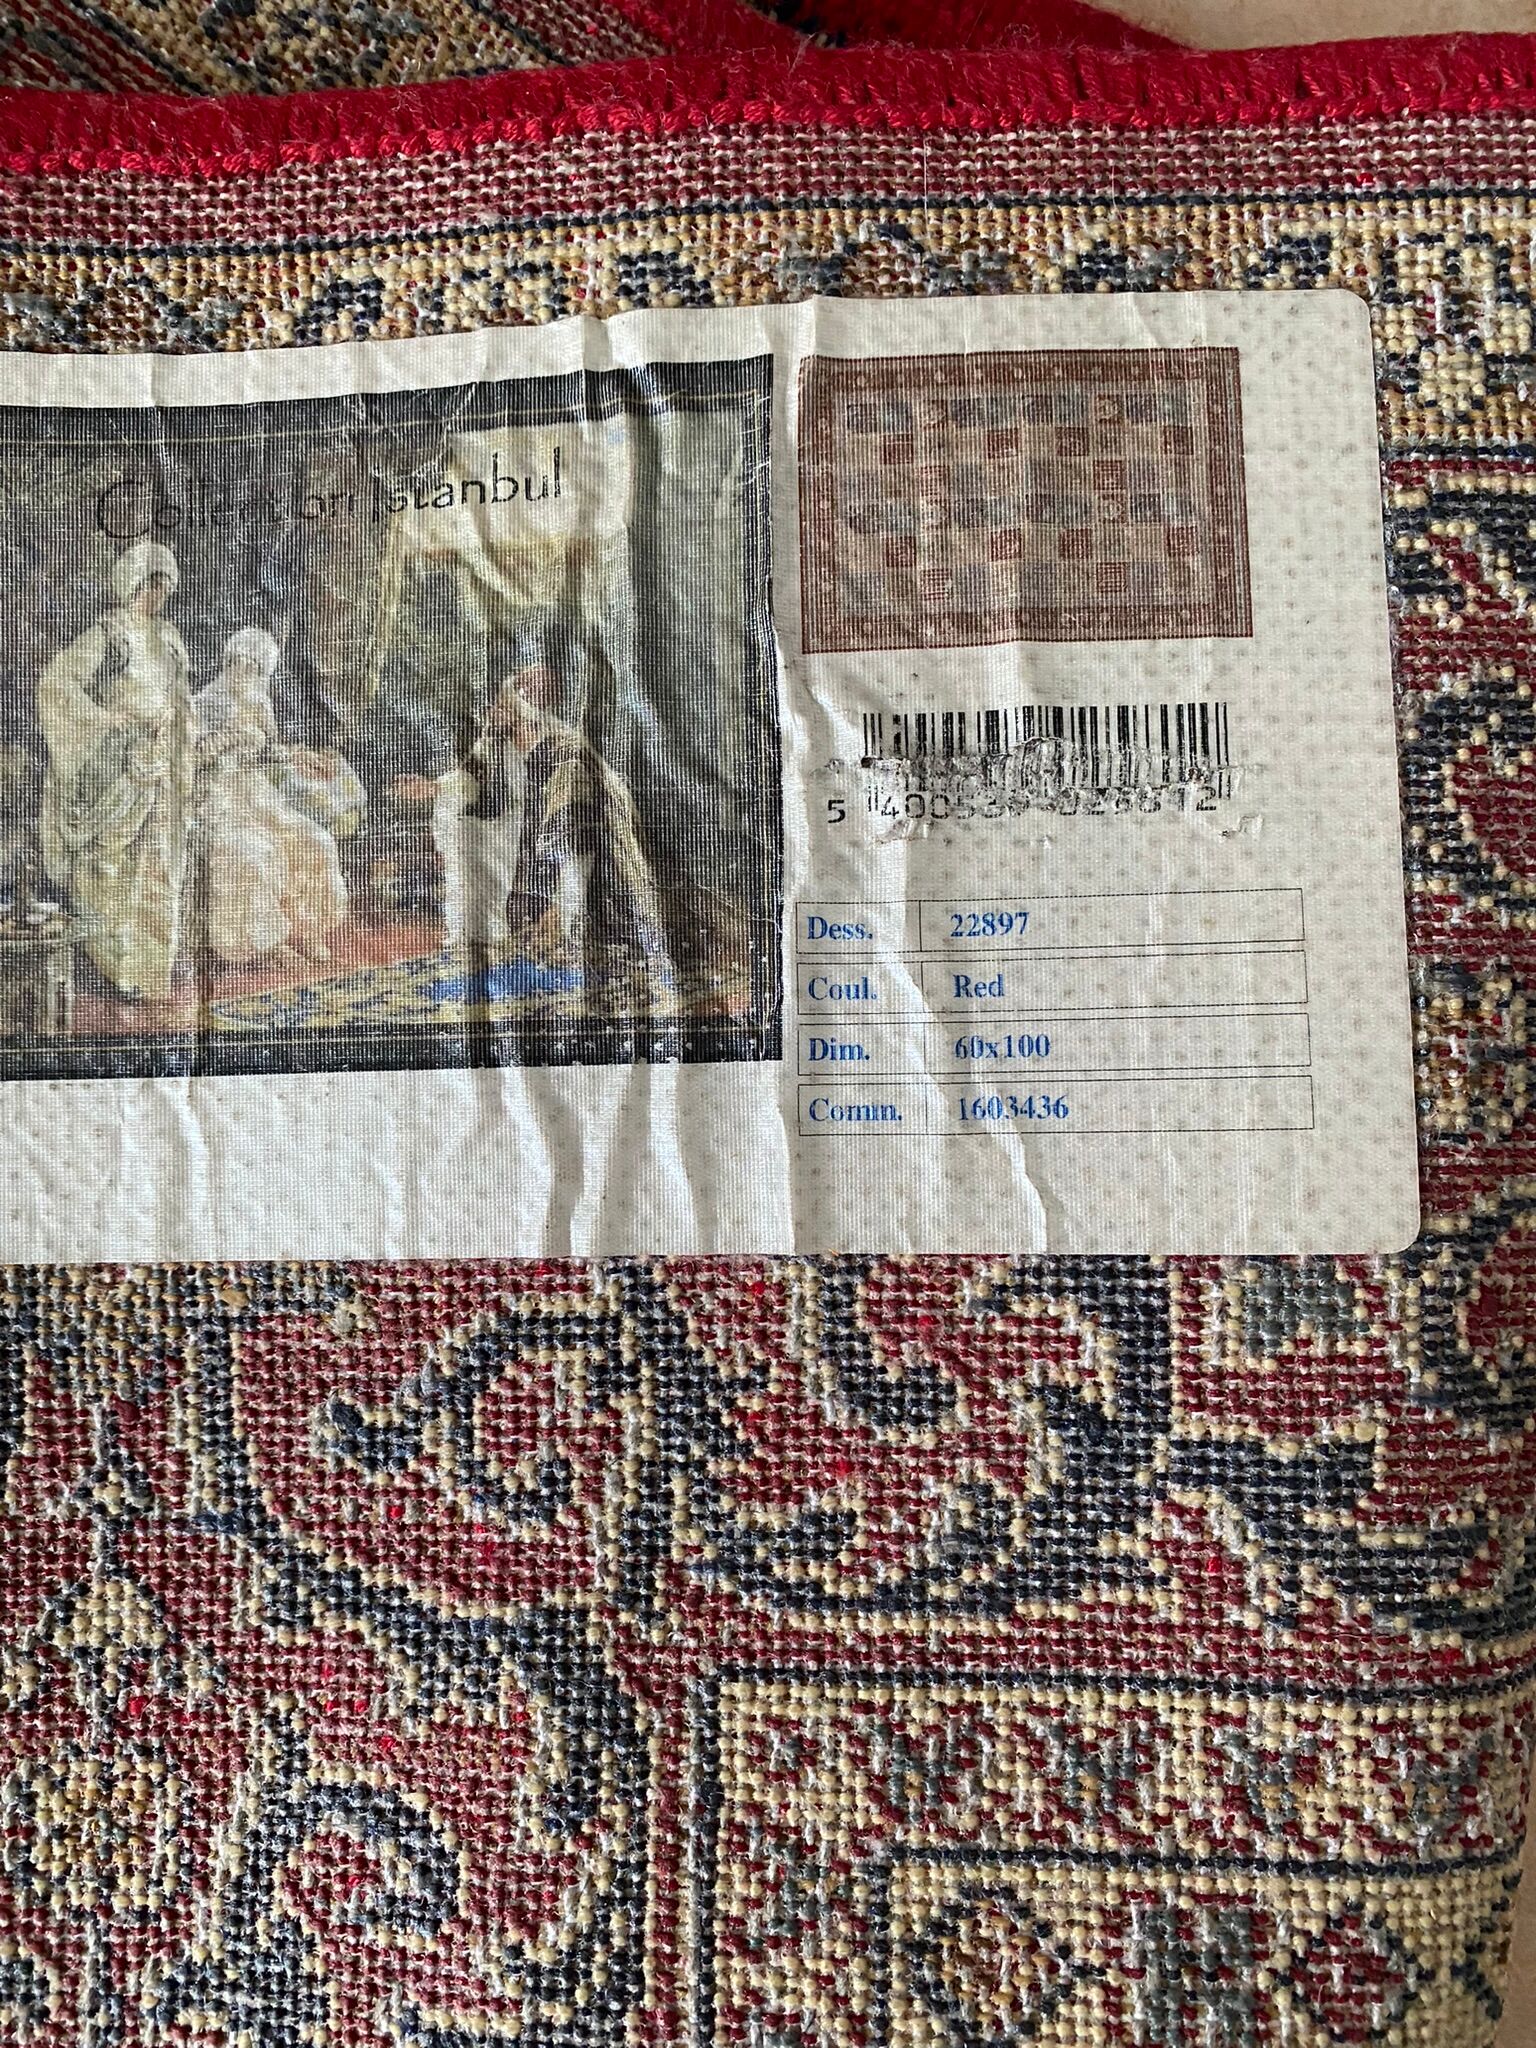 Collection Istanbul
Dess. 22897
Coul. Red
Dim. 60x100
Comm. 1603436